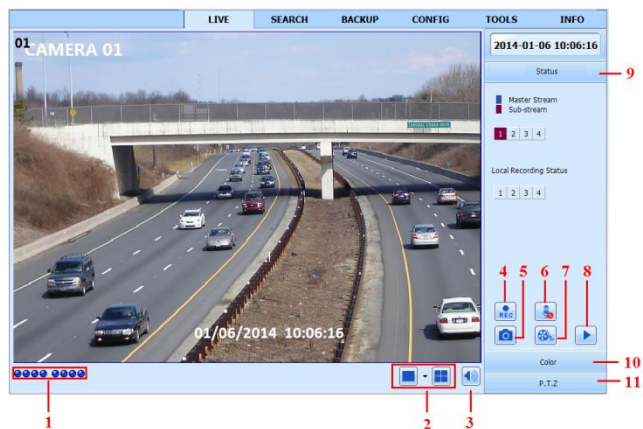 LIVE SEARCH BACKUP CONFIG TOOLS INFO
01
CAMERA 01
2014-01-06 10:06:16
Status
9
Master Stream
Sub-stream
1 2 3 4
Local Recording Status
1 2 3 4
4 5 6 7 8
REC
01/06/2014 10:06:16
Color
10
P.T.Z
11
1
2
3